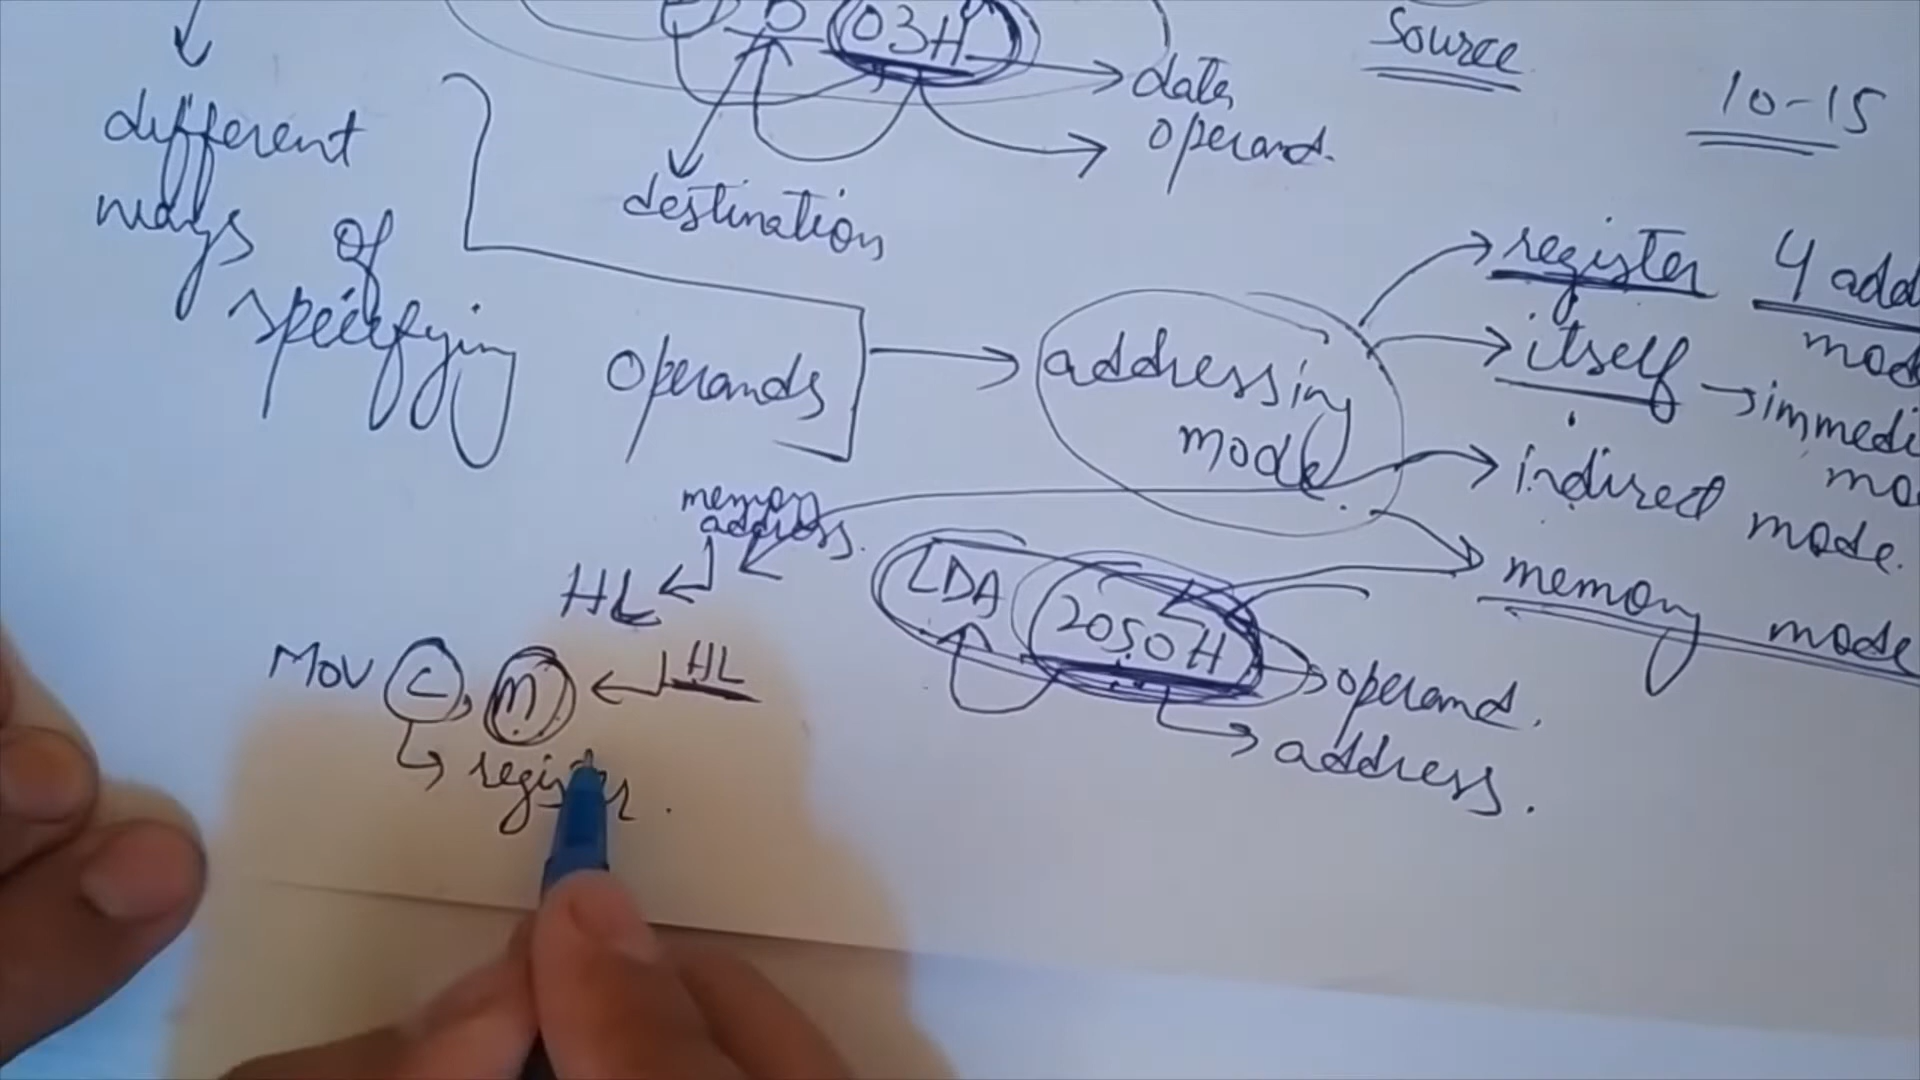 03H
Source
data
operand.
10-15
different
ways of
specifying
operands
destination
addressing
mode
register
4 add
mod
itself
immedi
mo
indirect
mode.
memory
mode
memory
address.
HL
MOV C, M
HL
register.
LDA 2050H
operand.
address.